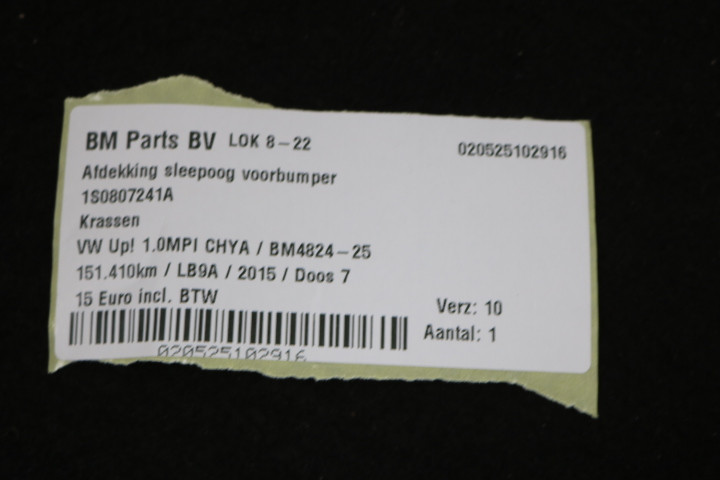 BM Parts BV LOK 8-22 020525102916
Afdekking sleepoog voorbumper
1S0807241A
Krassen
VW Up! 1.0MPI CHYA / BM4824-25
151.410km / LB9A / 2015 / Doos 7
15 Euro incl. BTW
Verz: 10
Aantal: 1
020525102916